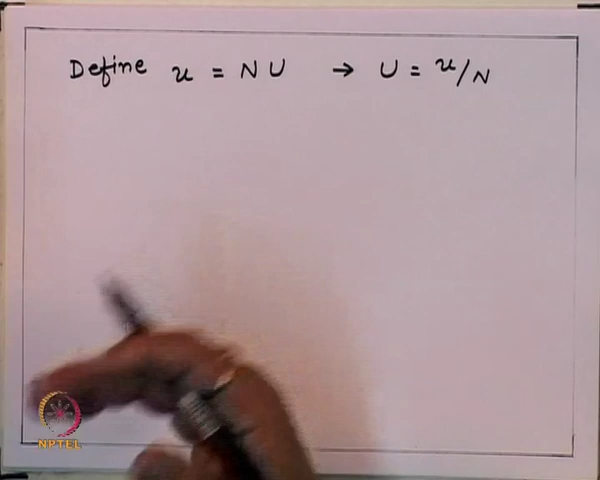 Define u = NU → U = u/N
NPTEL